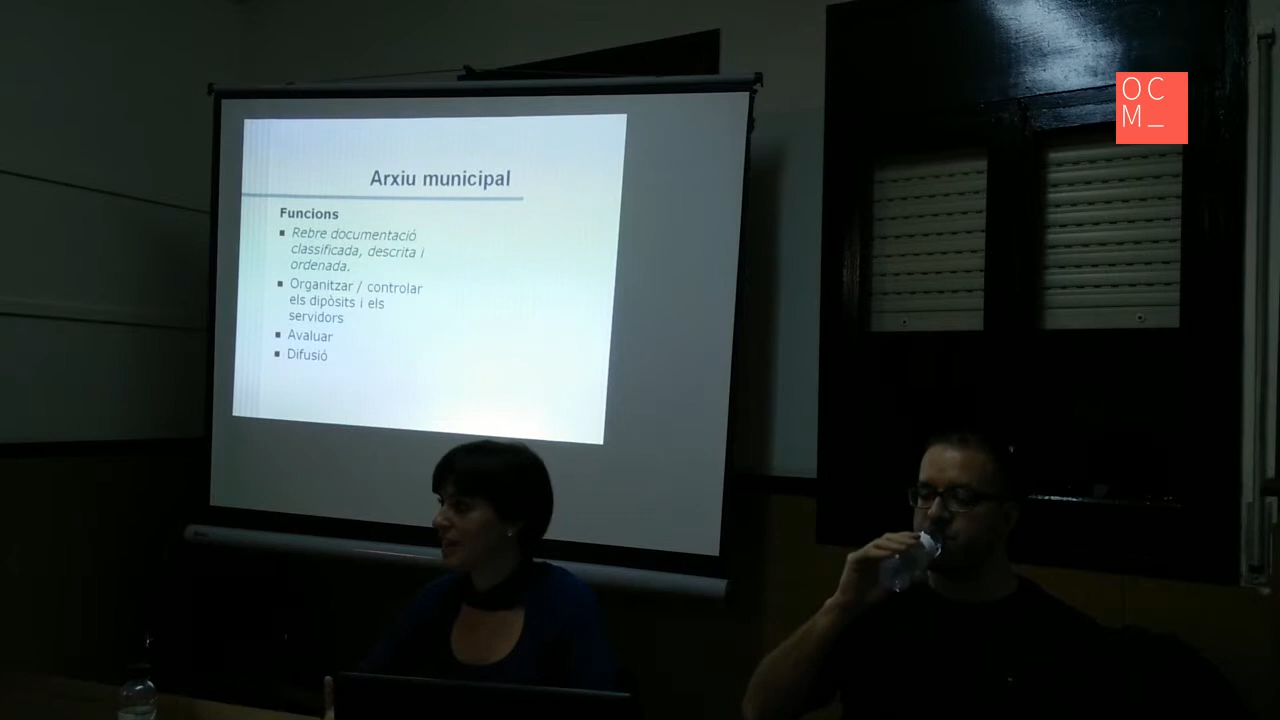 Arxiu municipal
Funcions
▪ Rebre documentació
classificada, descrita i
ordenada.
▪ Organitzar / controlar
els dipòsits i els
servidors
▪ Avaluar
▪ Difusió
OC
M_